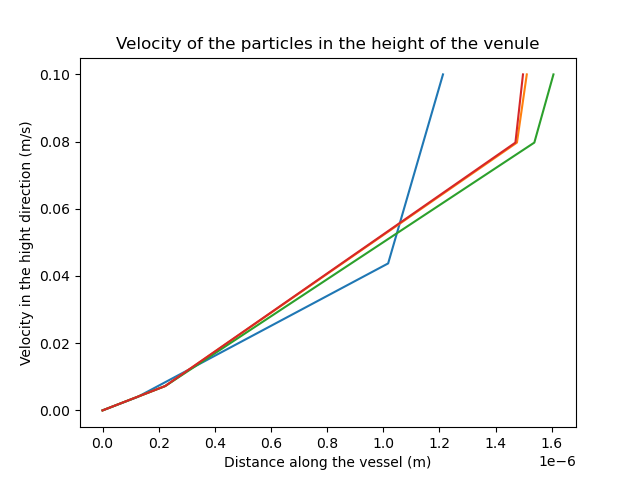 Velocity of the particles in the height of the venule
Velocity in the hight direction (m/s)
0.10
0.08
0.06
0.04
0.02
0.00
0.0 0.2 0.4 0.6 0.8 1.0 1.2 1.4 1.6
1e−6
Distance along the vessel (m)